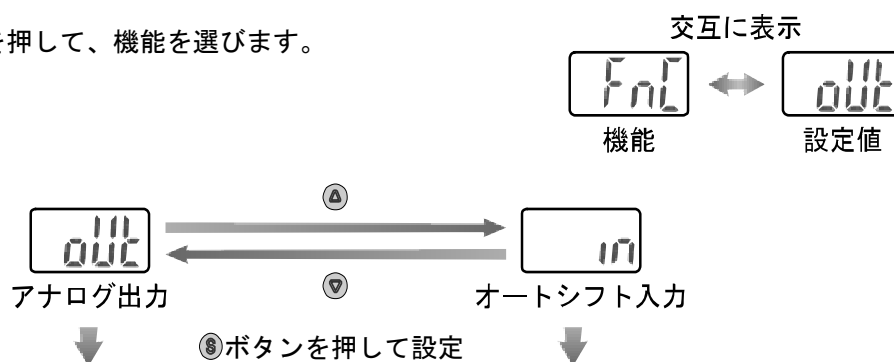 を押して、機能を選びます。
交互に表示
FnC
oUt
機能
設定値
oUt
in
アナログ出力
オートシフト入力
Ⓢボタンを押して設定